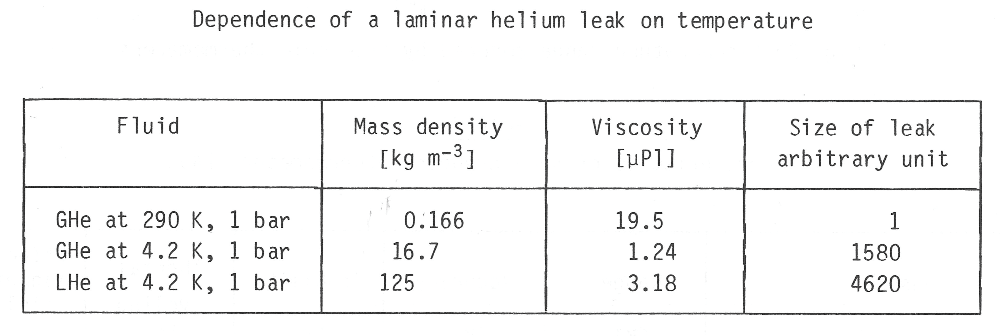 Dependence of a laminar helium leak on temperature
Fluid Mass density Viscosity Size of leak
[kg m⁻³] [µPl] arbitrary unit
GHe at 290 K, 1 bar 0.166 19.5 1
GHe at 4.2 K, 1 bar 16.7 1.24 1580
LHe at 4.2 K, 1 bar 125 3.18 4620